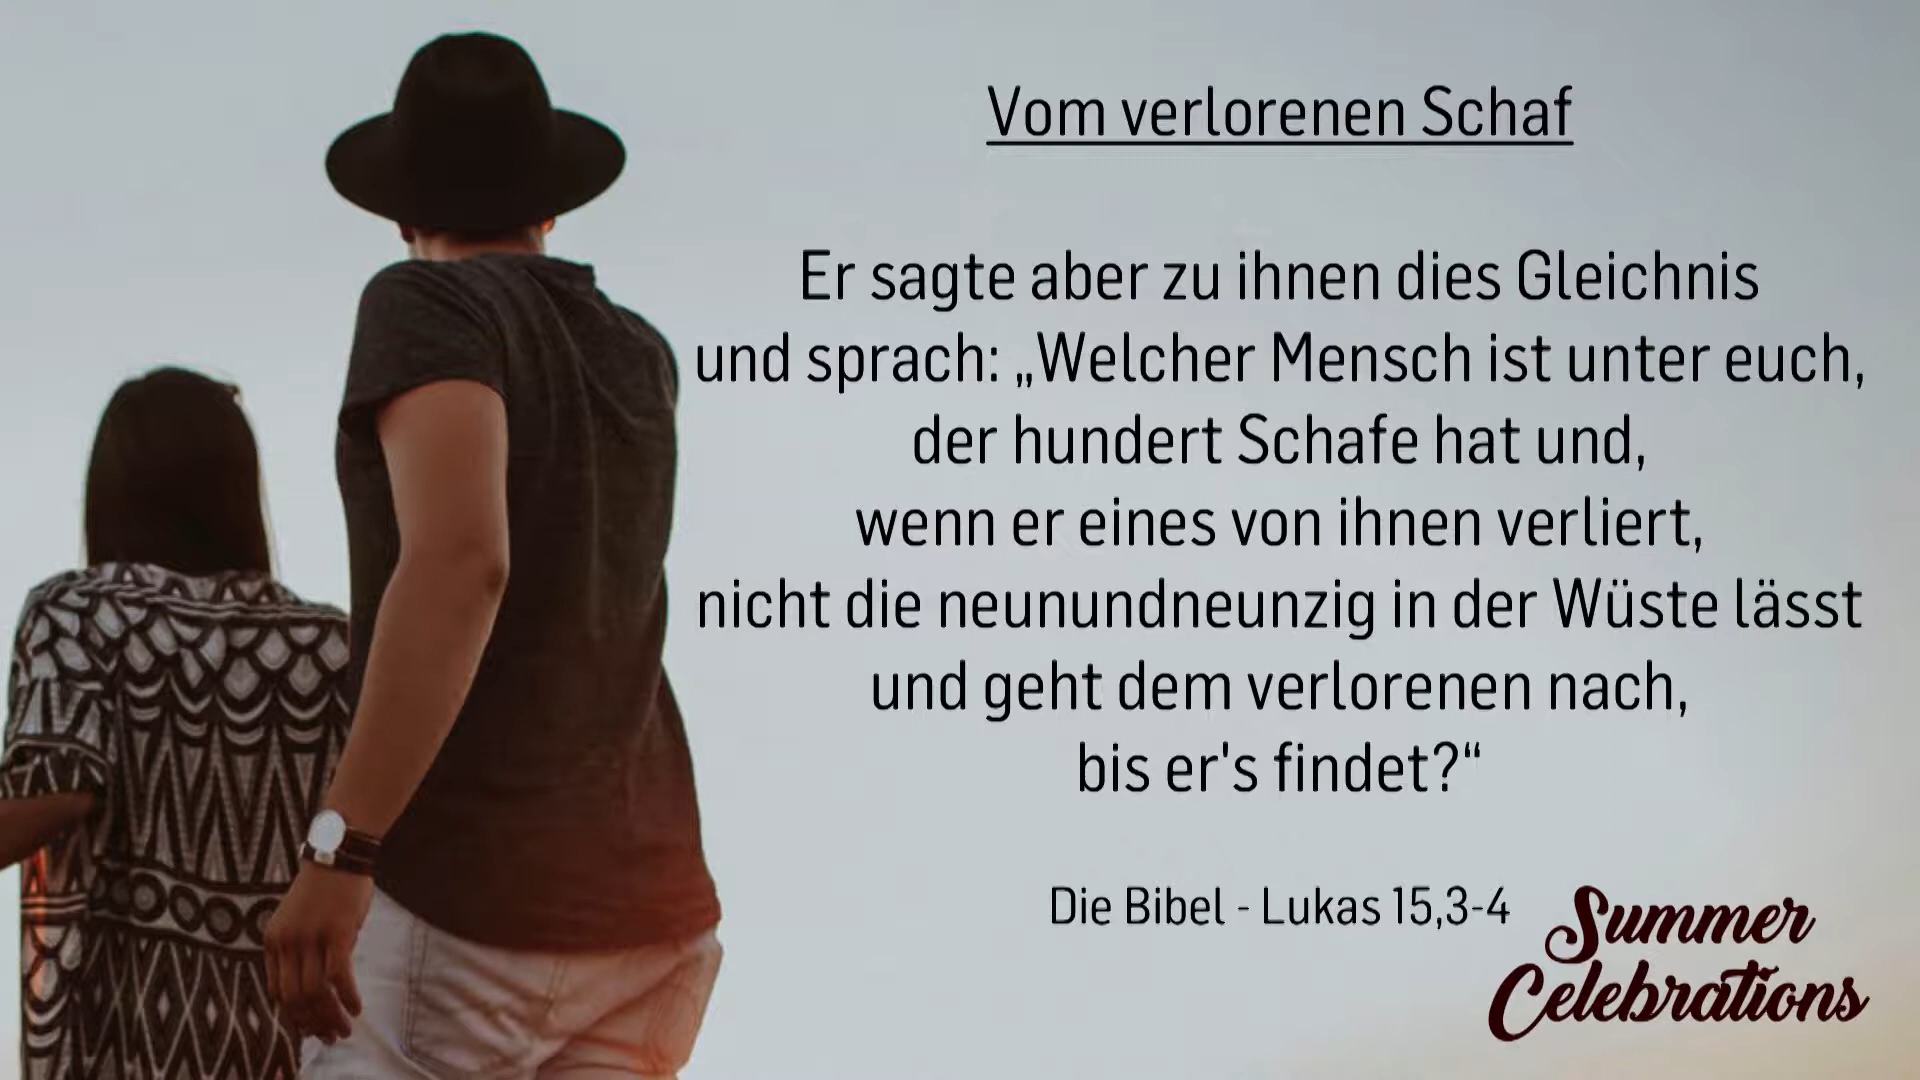 Vom verlorenen Schaf
Er sagte aber zu ihnen dies Gleichnis
und sprach: „Welcher Mensch ist unter euch,
der hundert Schafe hat und,
wenn er eines von ihnen verliert,
nicht die neunundneunzig in der Wüste lässt
und geht dem verlorenen nach,
bis er's findet?“
Die Bibel - Lukas 15,3-4
Summer
Celebrations